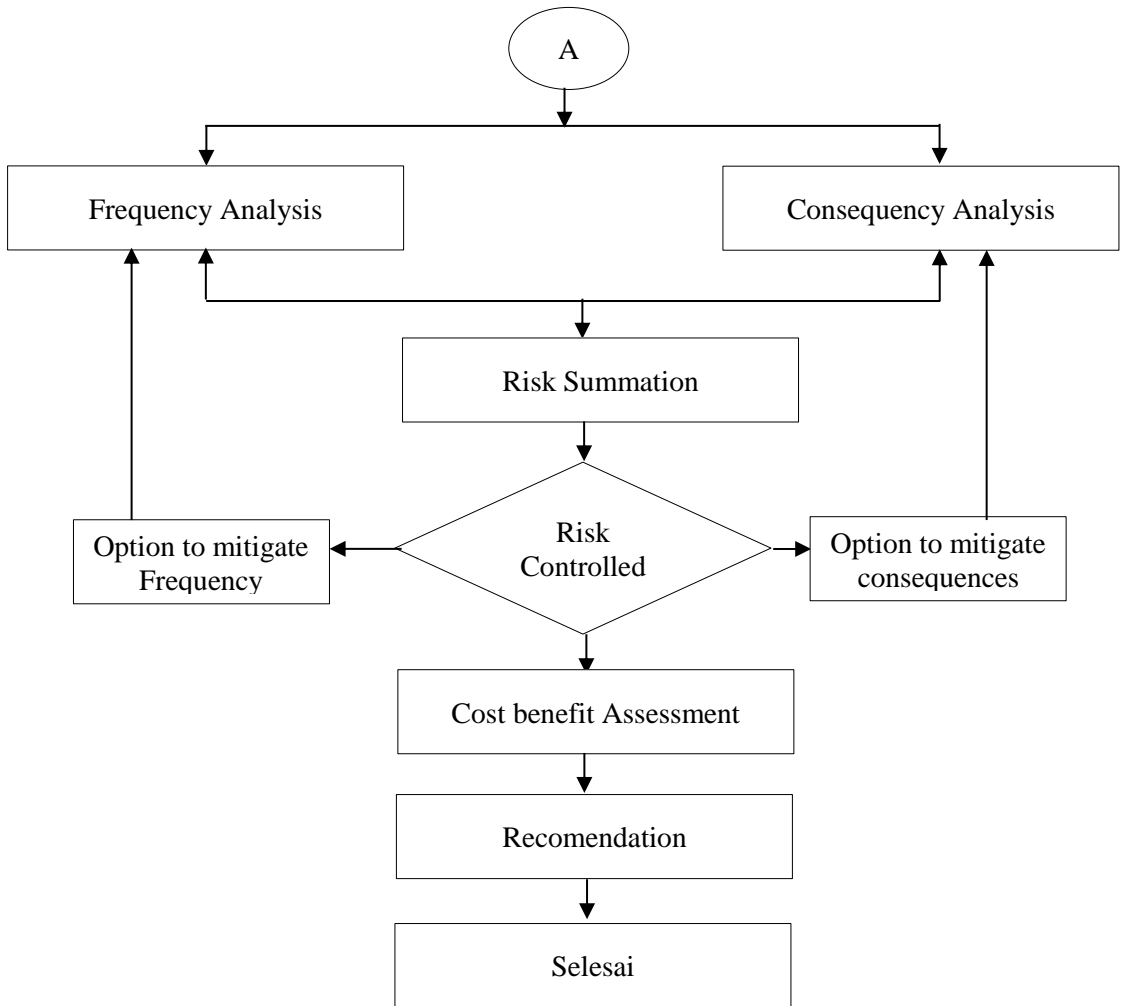 A
Frequency Analysis
Consequency Analysis
Risk Summation
Option to mitigate
Frequency
Risk
Controlled
Option to mitigate
consequences
Cost benefit Assessment
Recomendation
Selesai